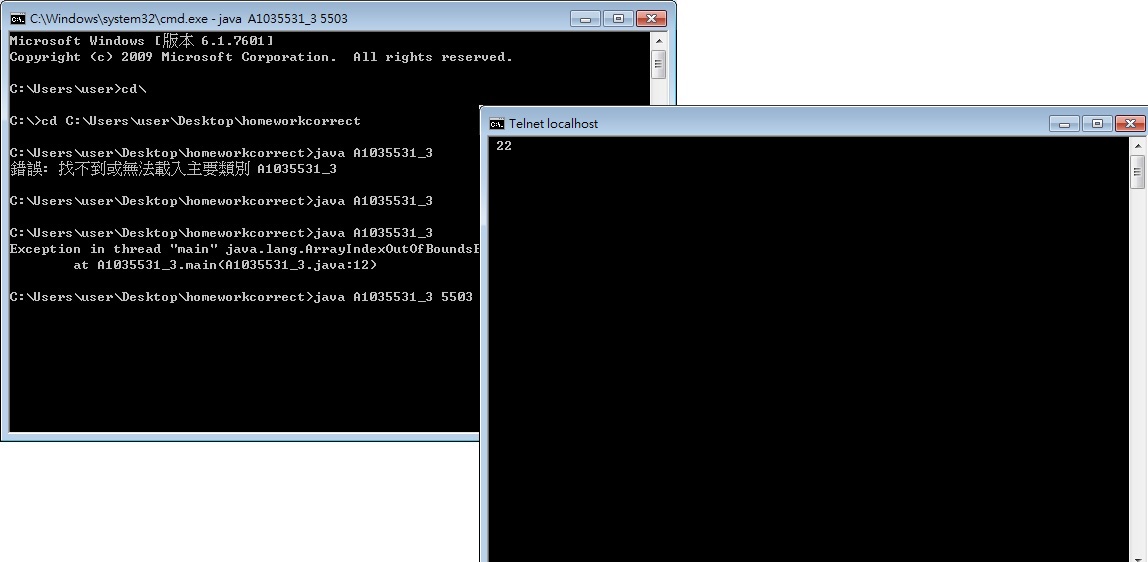 C:\Windows\system32\cmd.exe - java  A1035531_3 5503
Microsoft Windows [版本 6.1.7601]
Copyright (c) 2009 Microsoft Corporation.  All rights reserved.
C:\Users\user>cd\
C:\>cd C:\Users\user\Desktop\homeworkcorrect
C:\Users\user\Desktop\homeworkcorrect>java A1035531_3
錯誤: 找不到或無法載入主要類別 A1035531_3
C:\Users\user\Desktop\homeworkcorrect>java A1035531_3
C:\Users\user\Desktop\homeworkcorrect>java A1035531_3
Exception in thread "main" java.lang.ArrayIndexOutOfBoundsE
        at A1035531_3.main(A1035531_3.java:12)
C:\Users\user\Desktop\homeworkcorrect>java A1035531_3 5503
Telnet localhost
22